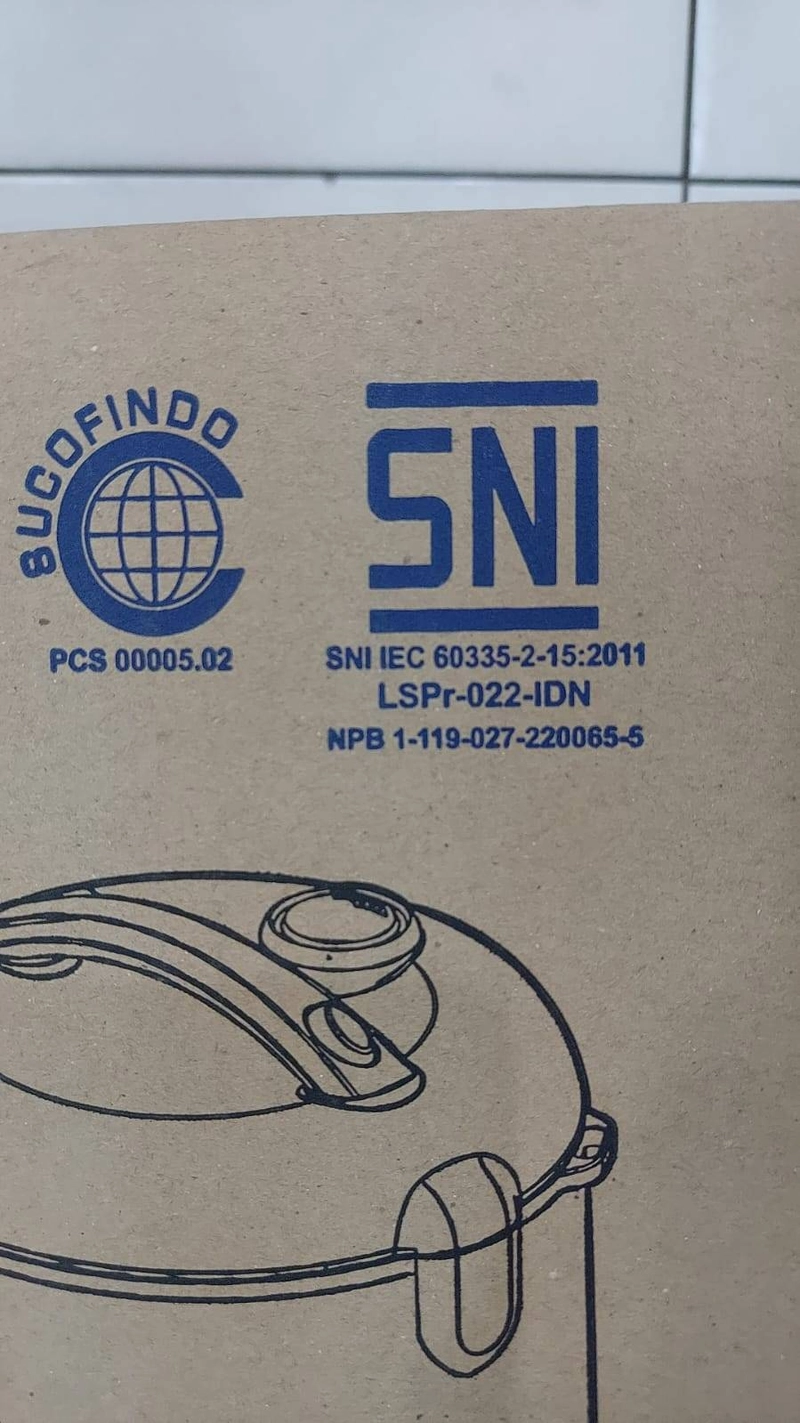 SUCOFINDO
SNI
PCS 00005.02
SNI IEC 60335-2-15:2011
LSPr-022-IDN
NPB 1-119-027-220065-5